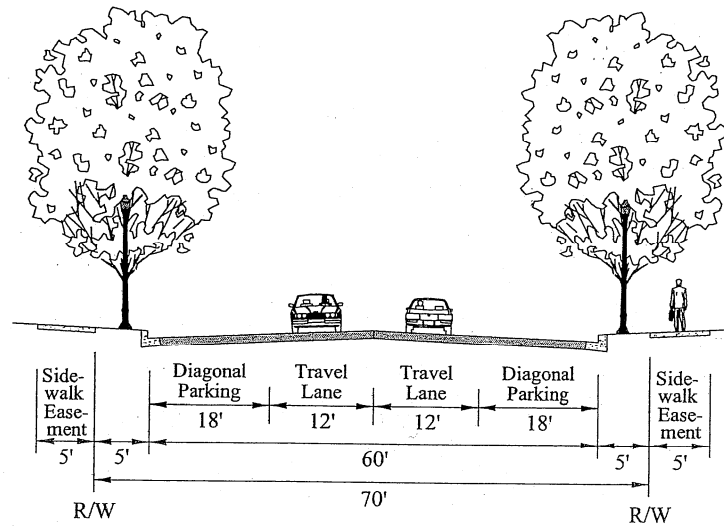 Side-
walk
Ease-
ment
5'
5'
Diagonal
Parking
18'
Travel
Lane
12'
Travel
Lane
12'
Diagonal
Parking
18'
Side-
walk
Ease-
ment
60'
5'
5'
70'
R/W
R/W